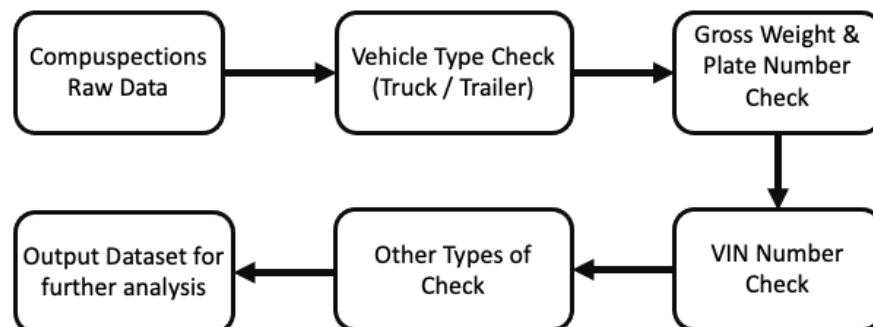 Compuspections
Raw Data
Vehicle Type Check
(Truck / Trailer)
Gross Weight &
Plate Number
Check
VIN Number
Check
Other Types of
Check
Output Dataset for
further analysis